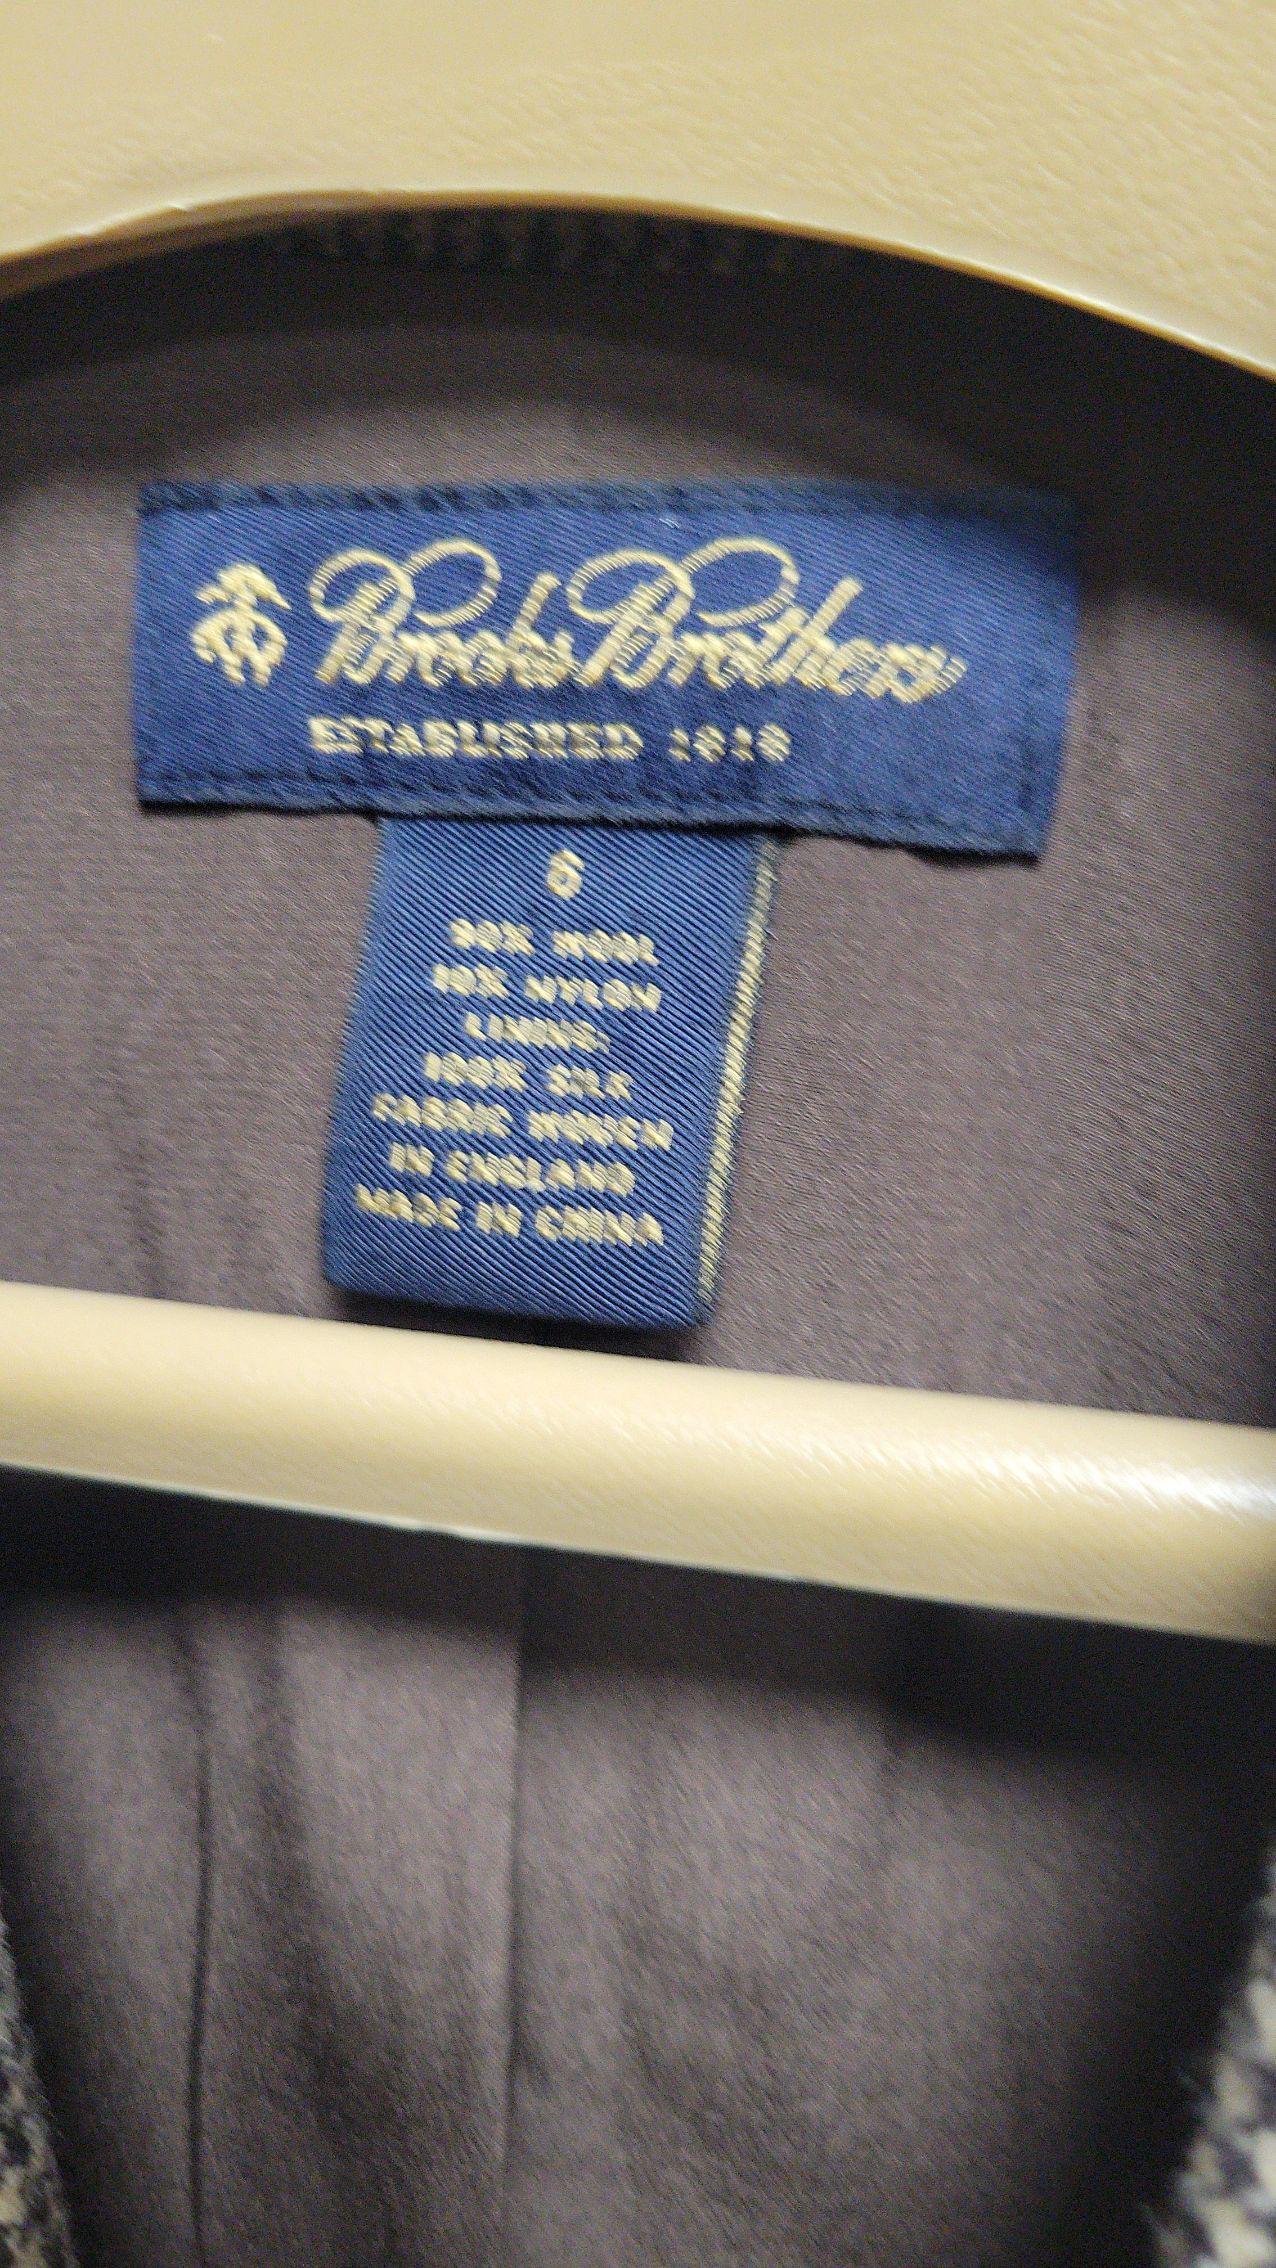 Brooks Brothers
ESTABLISHED 1818
6
90% WOOL
10% NYLON
LINING:
100% SILK
FABRIC WOVEN
IN ENGLAND
MADE IN CHINA